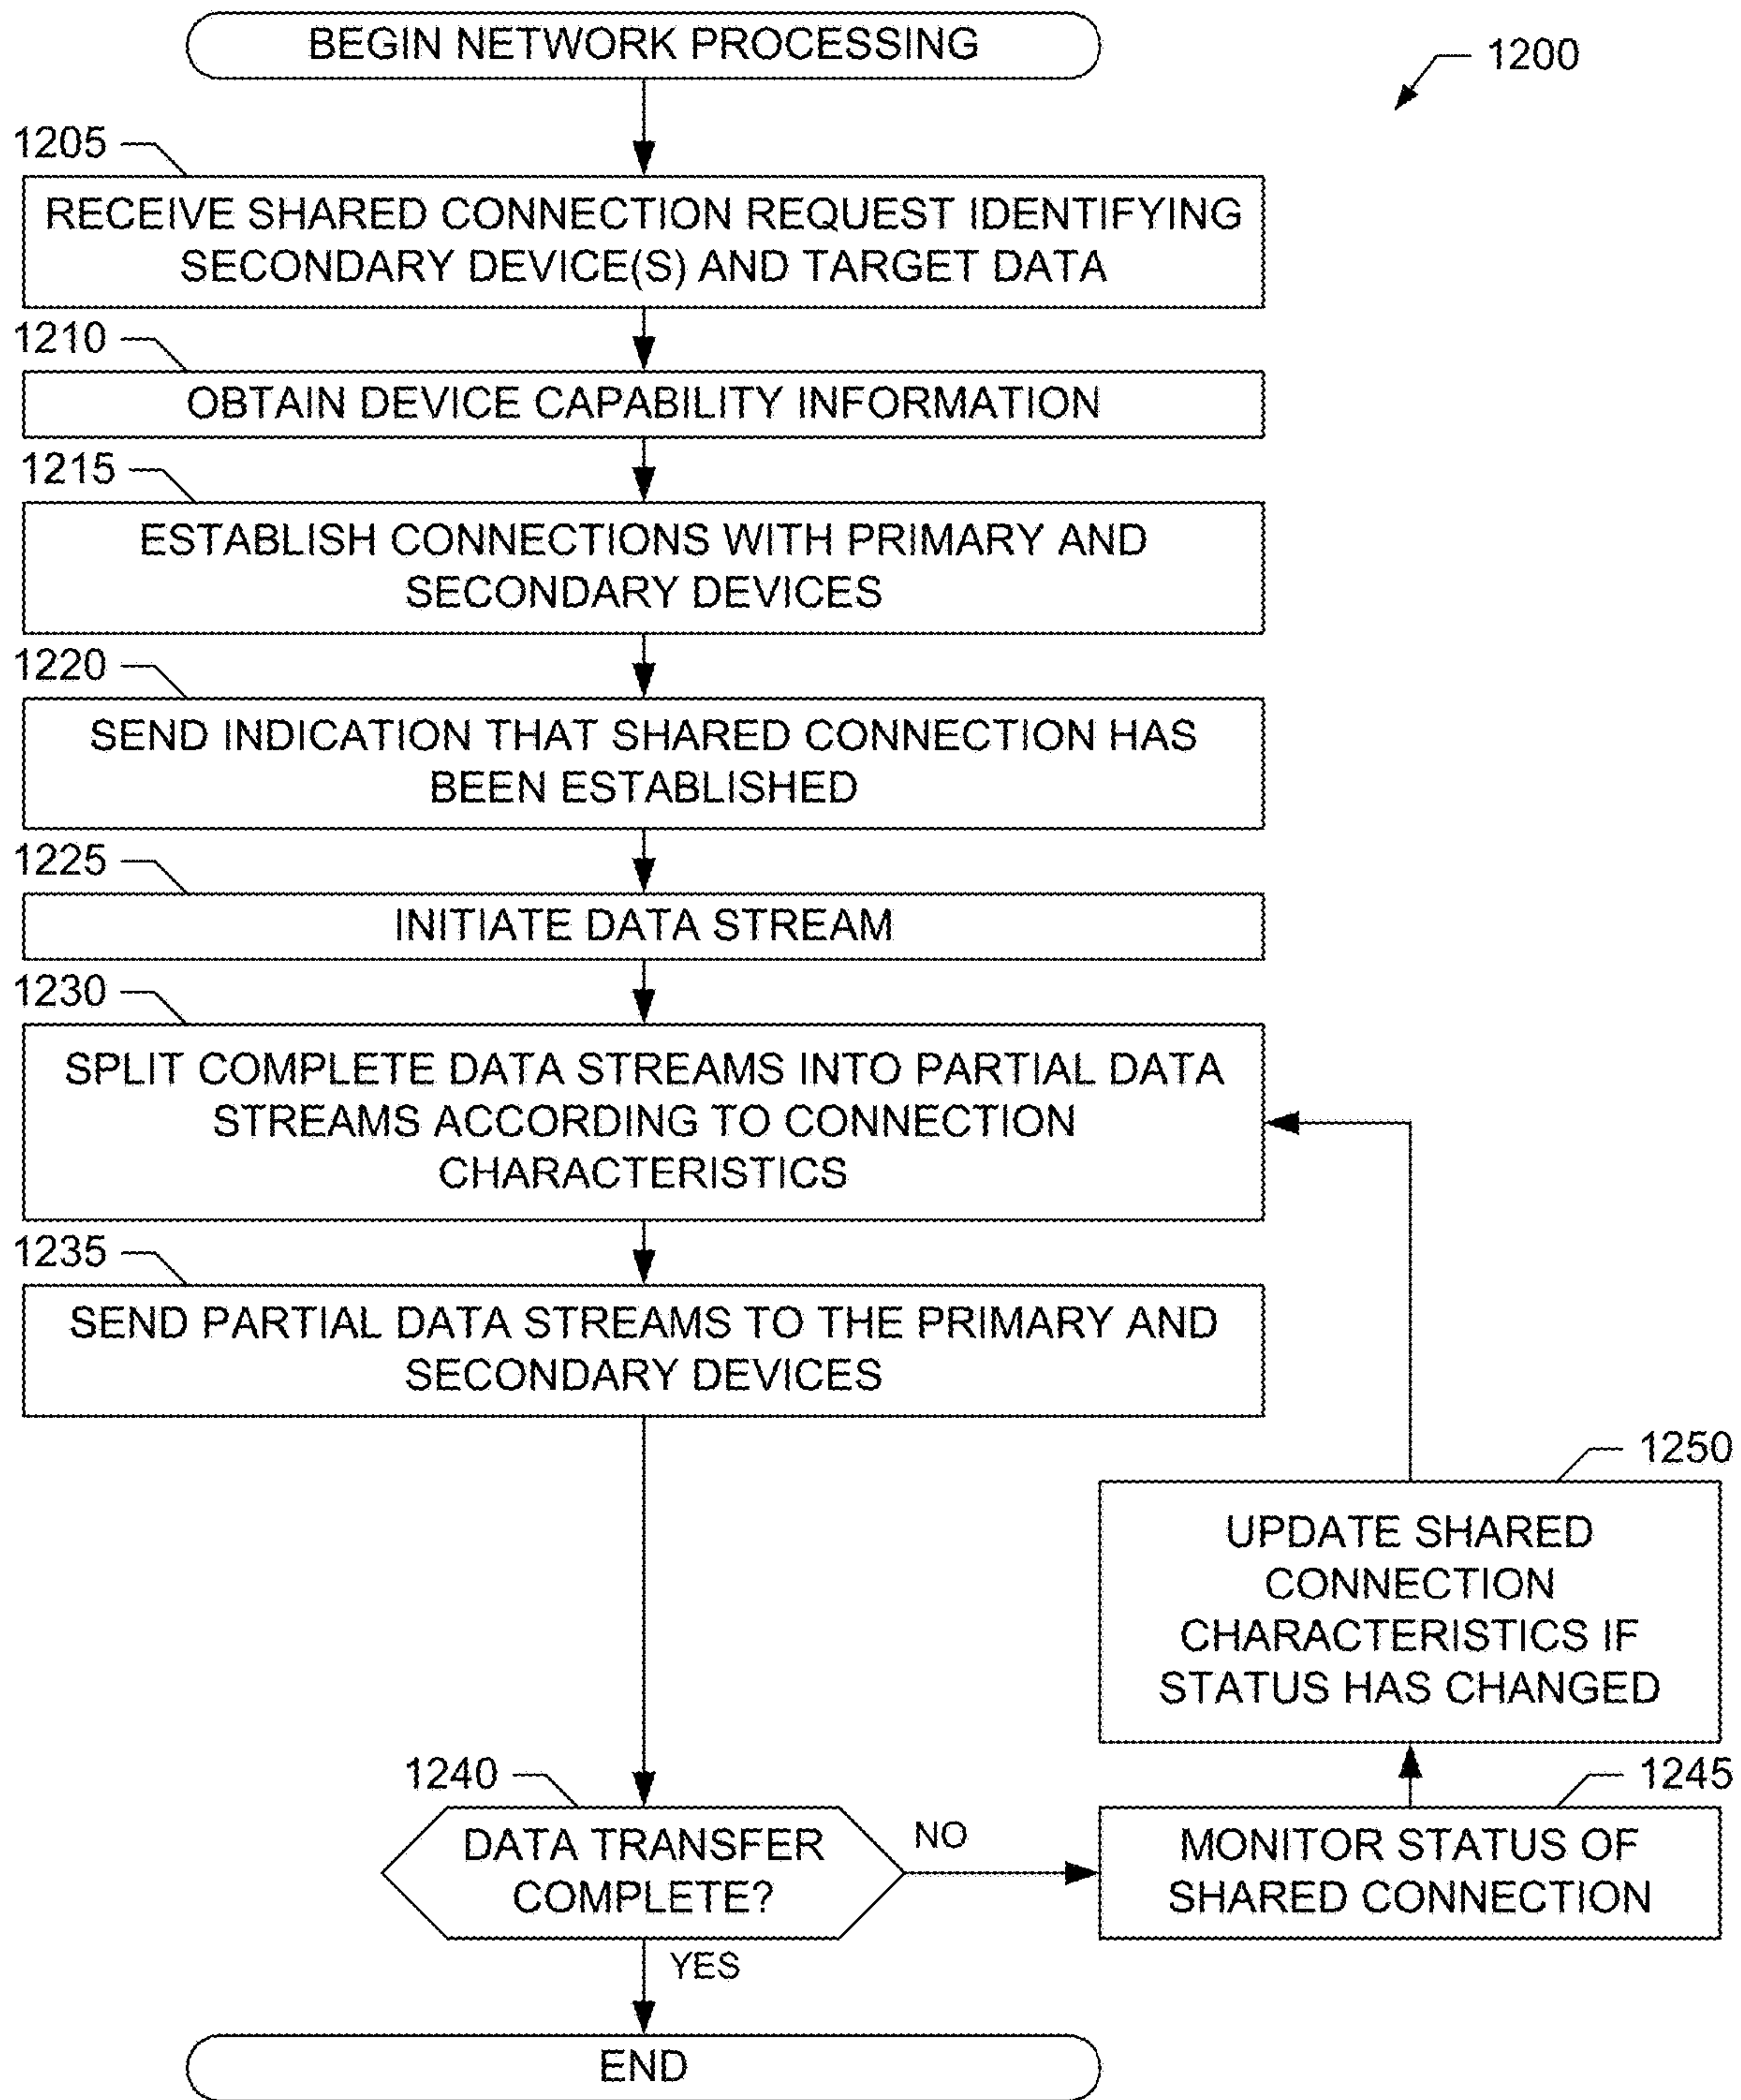 BEGIN NETWORK PROCESSING
1200
1205
RECEIVE SHARED CONNECTION REQUEST IDENTIFYING
SECONDARY DEVICE(S) AND TARGET DATA
1210
OBTAIN DEVICE CAPABILITY INFORMATION
1215
ESTABLISH CONNECTIONS WITH PRIMARY AND
SECONDARY DEVICES
1220
SEND INDICATION THAT SHARED CONNECTION HAS
BEEN ESTABLISHED
1225
INITIATE DATA STREAM
1230
SPLIT COMPLETE DATA STREAMS INTO PARTIAL DATA
STREAMS ACCORDING TO CONNECTION
CHARACTERISTICS
1235
SEND PARTIAL DATA STREAMS TO THE PRIMARY AND
SECONDARY DEVICES
1240
DATA TRANSFER
COMPLETE?
NO
YES
1245
MONITOR STATUS OF
SHARED CONNECTION
1250
UPDATE SHARED
CONNECTION
CHARACTERISTICS IF
STATUS HAS CHANGED
END